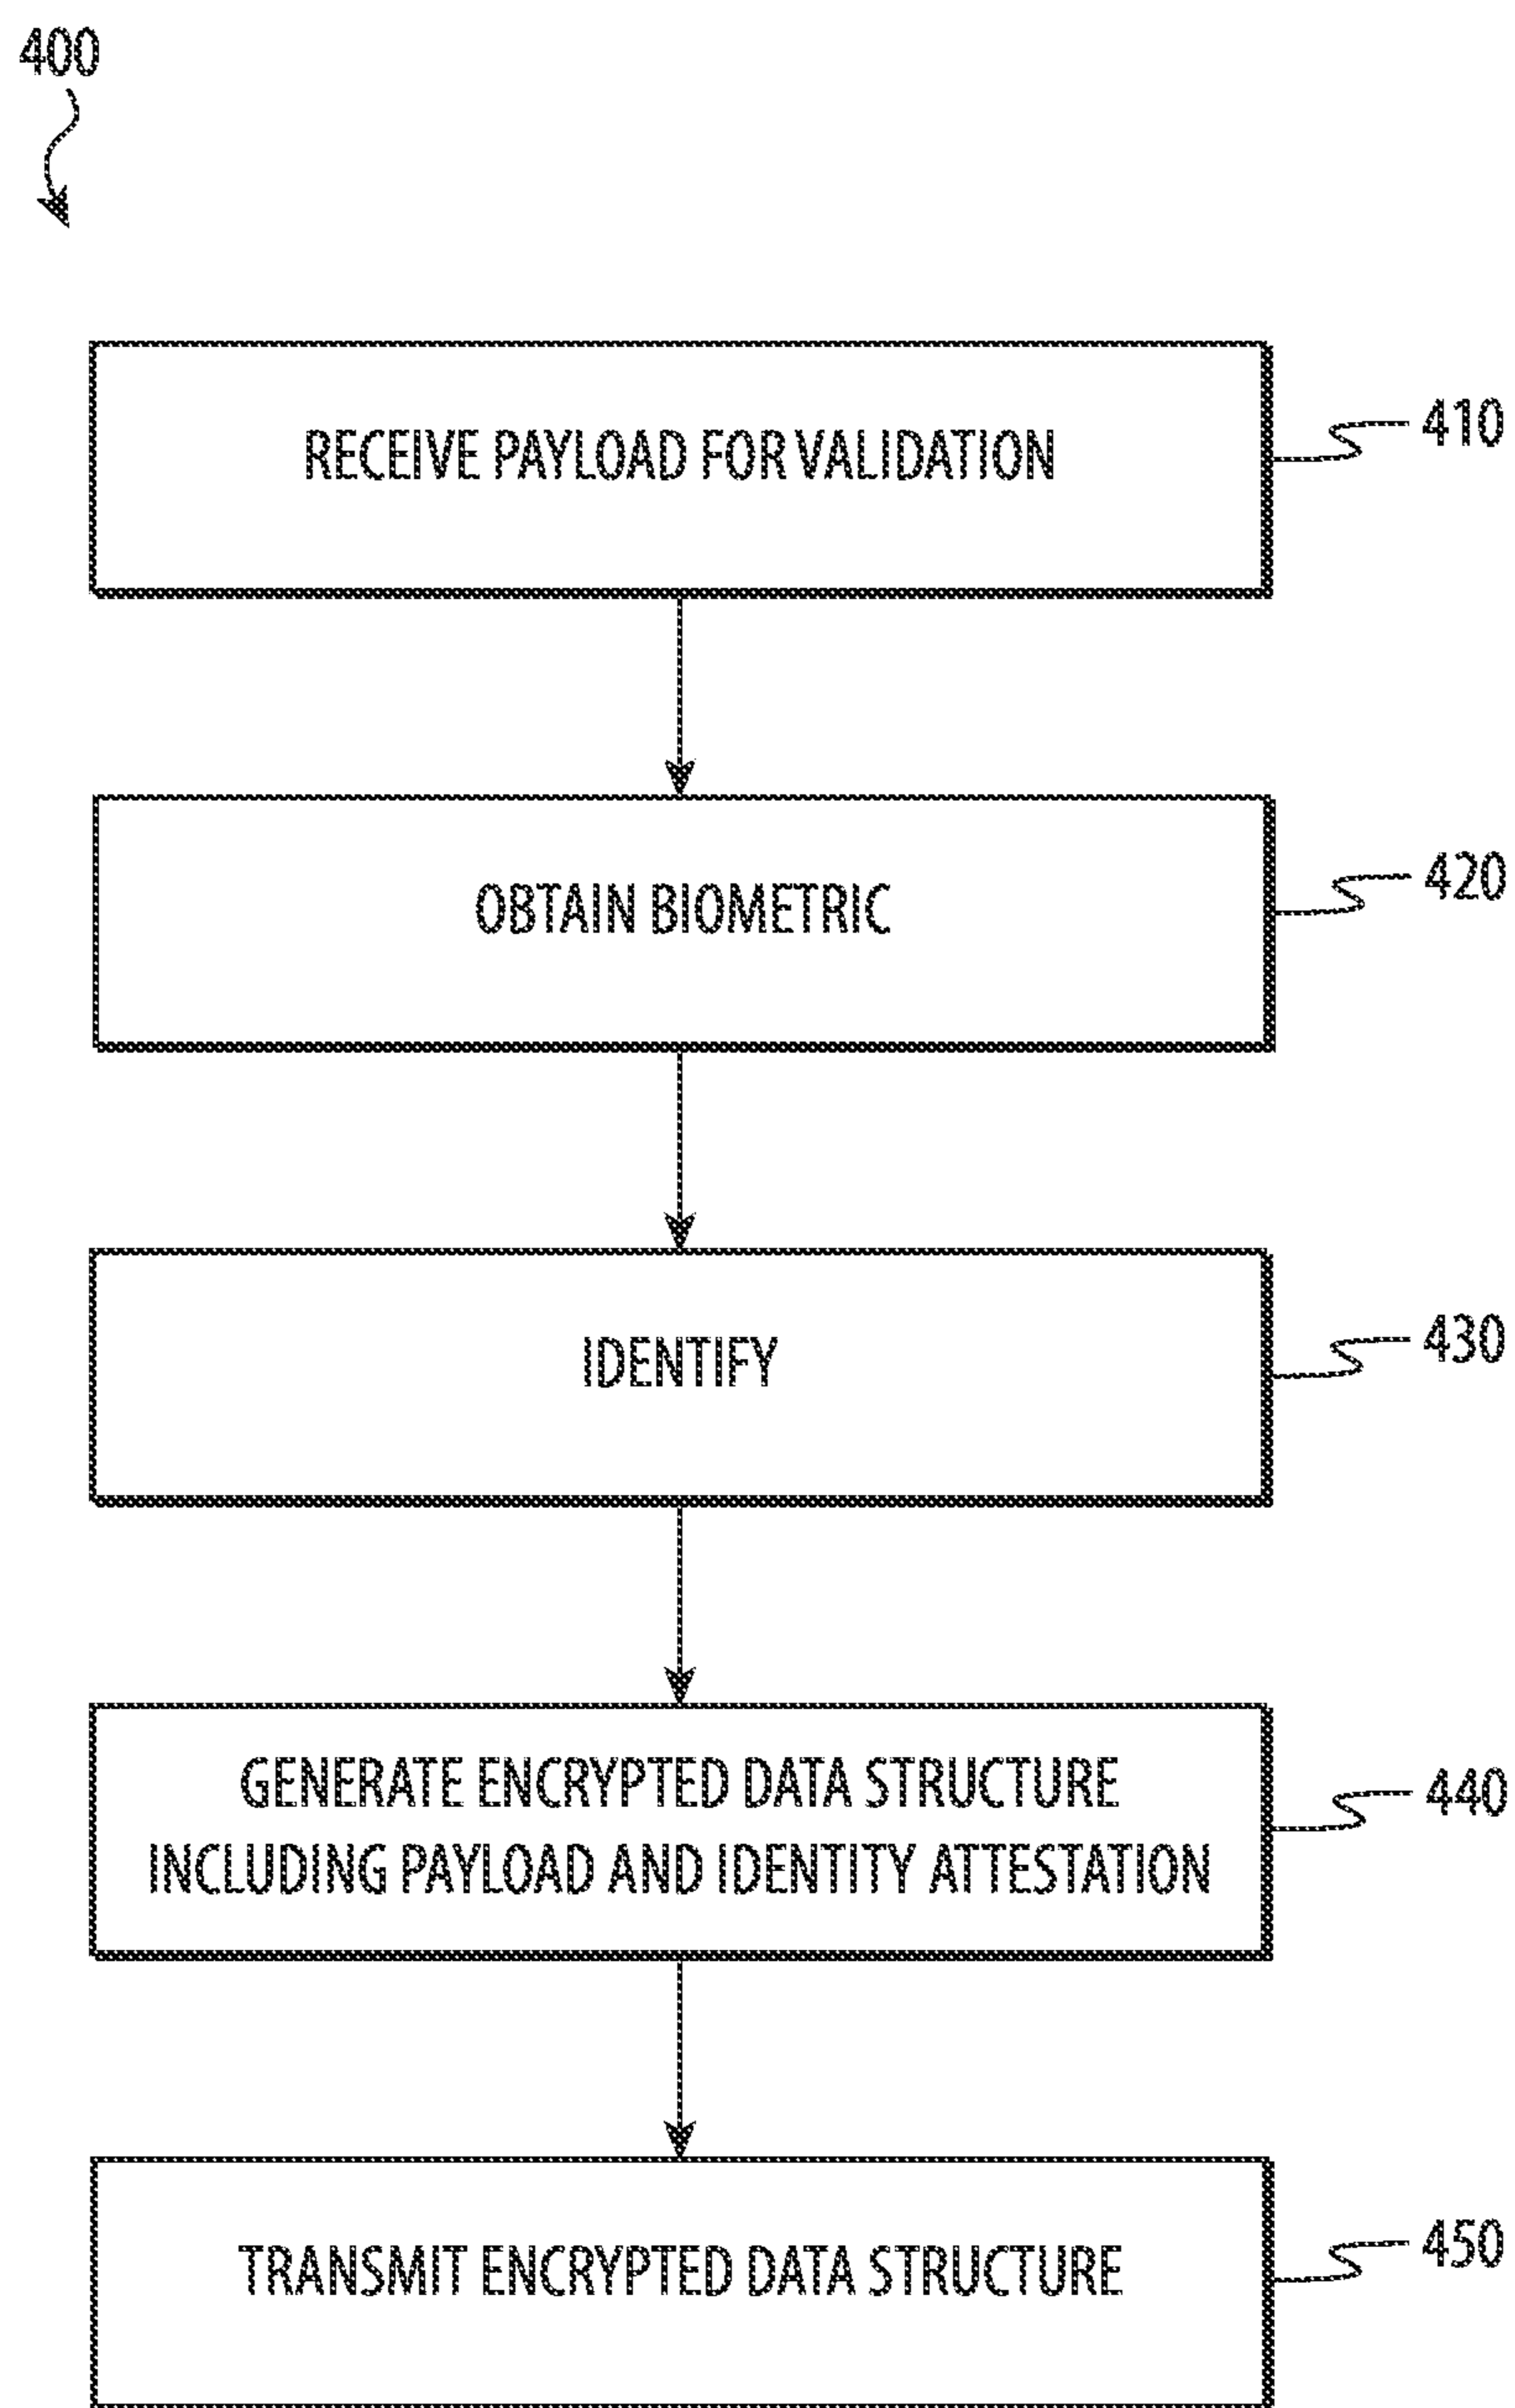 400
RECEIVE PAYLOAD FOR VALIDATION
410
OBTAIN BIOMETRIC
420
IDENTIFY
430
GENERATE ENCRYPTED DATA STRUCTURE
INCLUDING PAYLOAD AND IDENTITY ATTESTATION
440
TRANSMIT ENCRYPTED DATA STRUCTURE
450